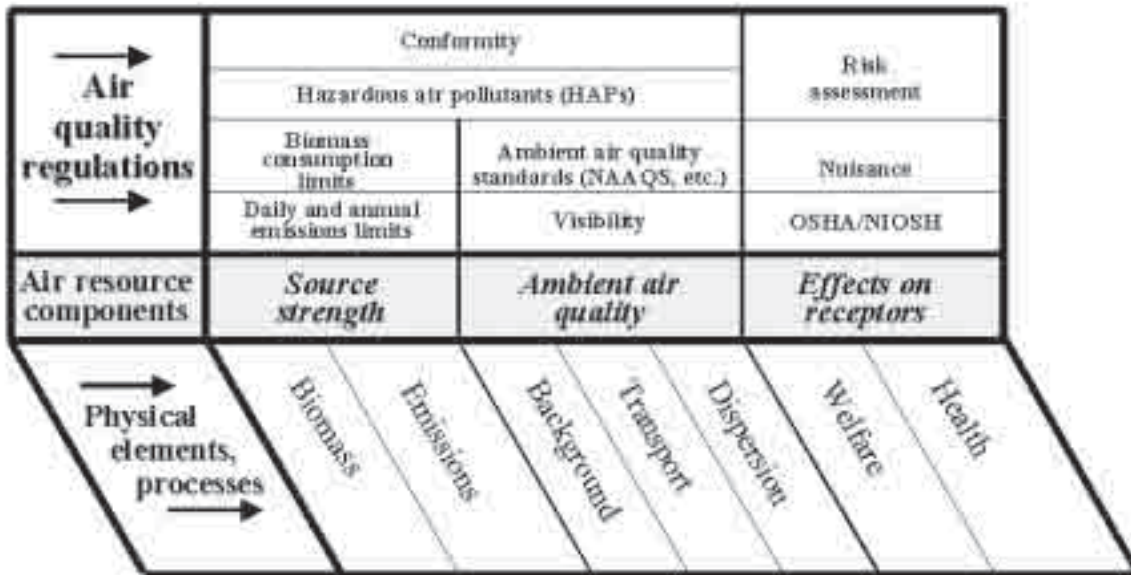 Air
quality
regulations
Conformity
Hazardous air pollutants (HAPs)
Biomass
consumption
limits
Ambient air quality
standards (NAAQS, etc.)
Daily and annual
emissions limits
Visibility
Risk
assessment
Nuisance
OSHA/NIOSH
Air resource
components
Source
strength
Ambient air
quality
Effects on
receptors
Physical
elements,
processes
Biomass
Emissions
Background
Transport
Dispersion
Welfare
Health